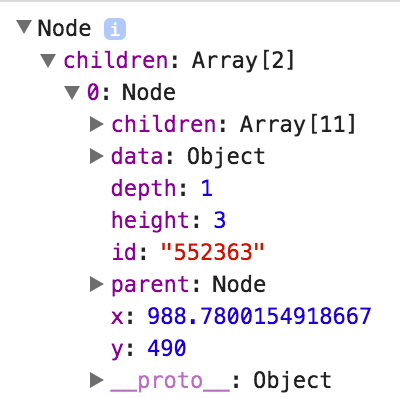 ▼Node i
▼children: Array[2]
▼0: Node
▶children: Array[11]
▶data: Object
depth: 1
height: 3
id: "552363"
▶parent: Node
x: 988.7800154918667
y: 490
▶__proto__: Object